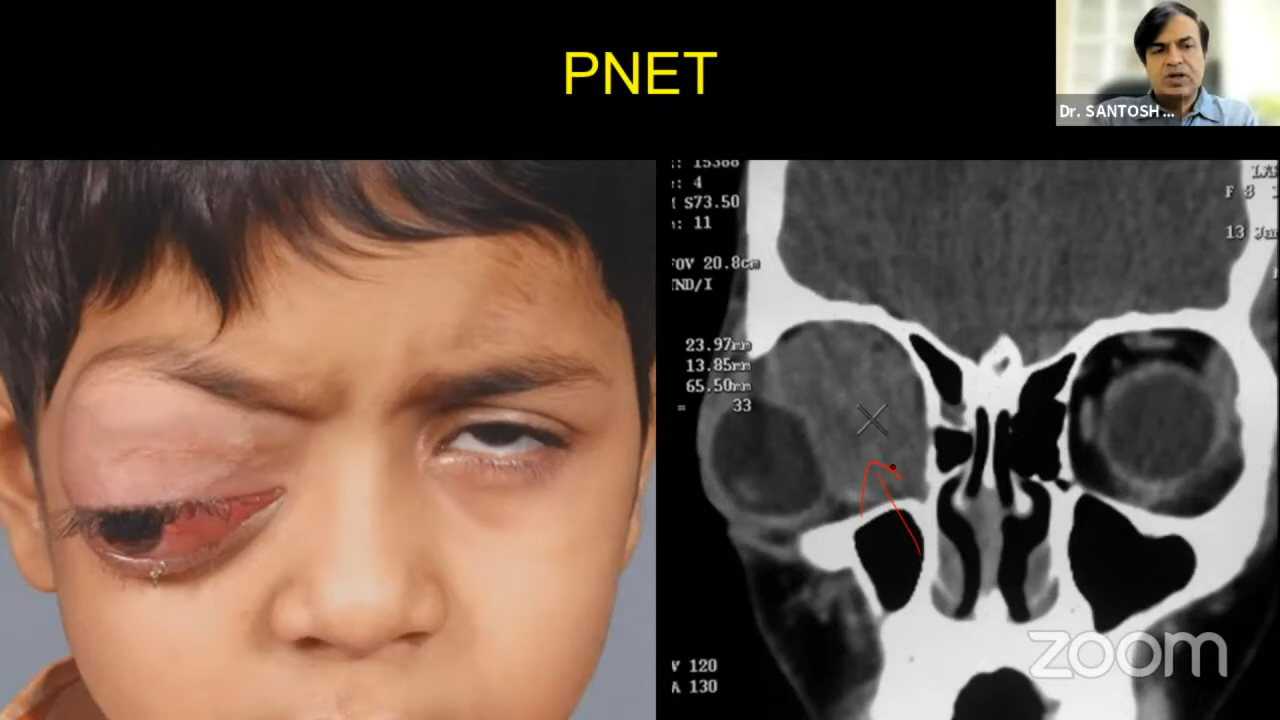 PNET
Dr. SANTOSH ...
: 15388
: 4
S73.50
: 11
FOV 20.8cm
F 8
13 Ja
23.97mm
13.85mm
65.50mm
= 33
V 120
A 130
zoom